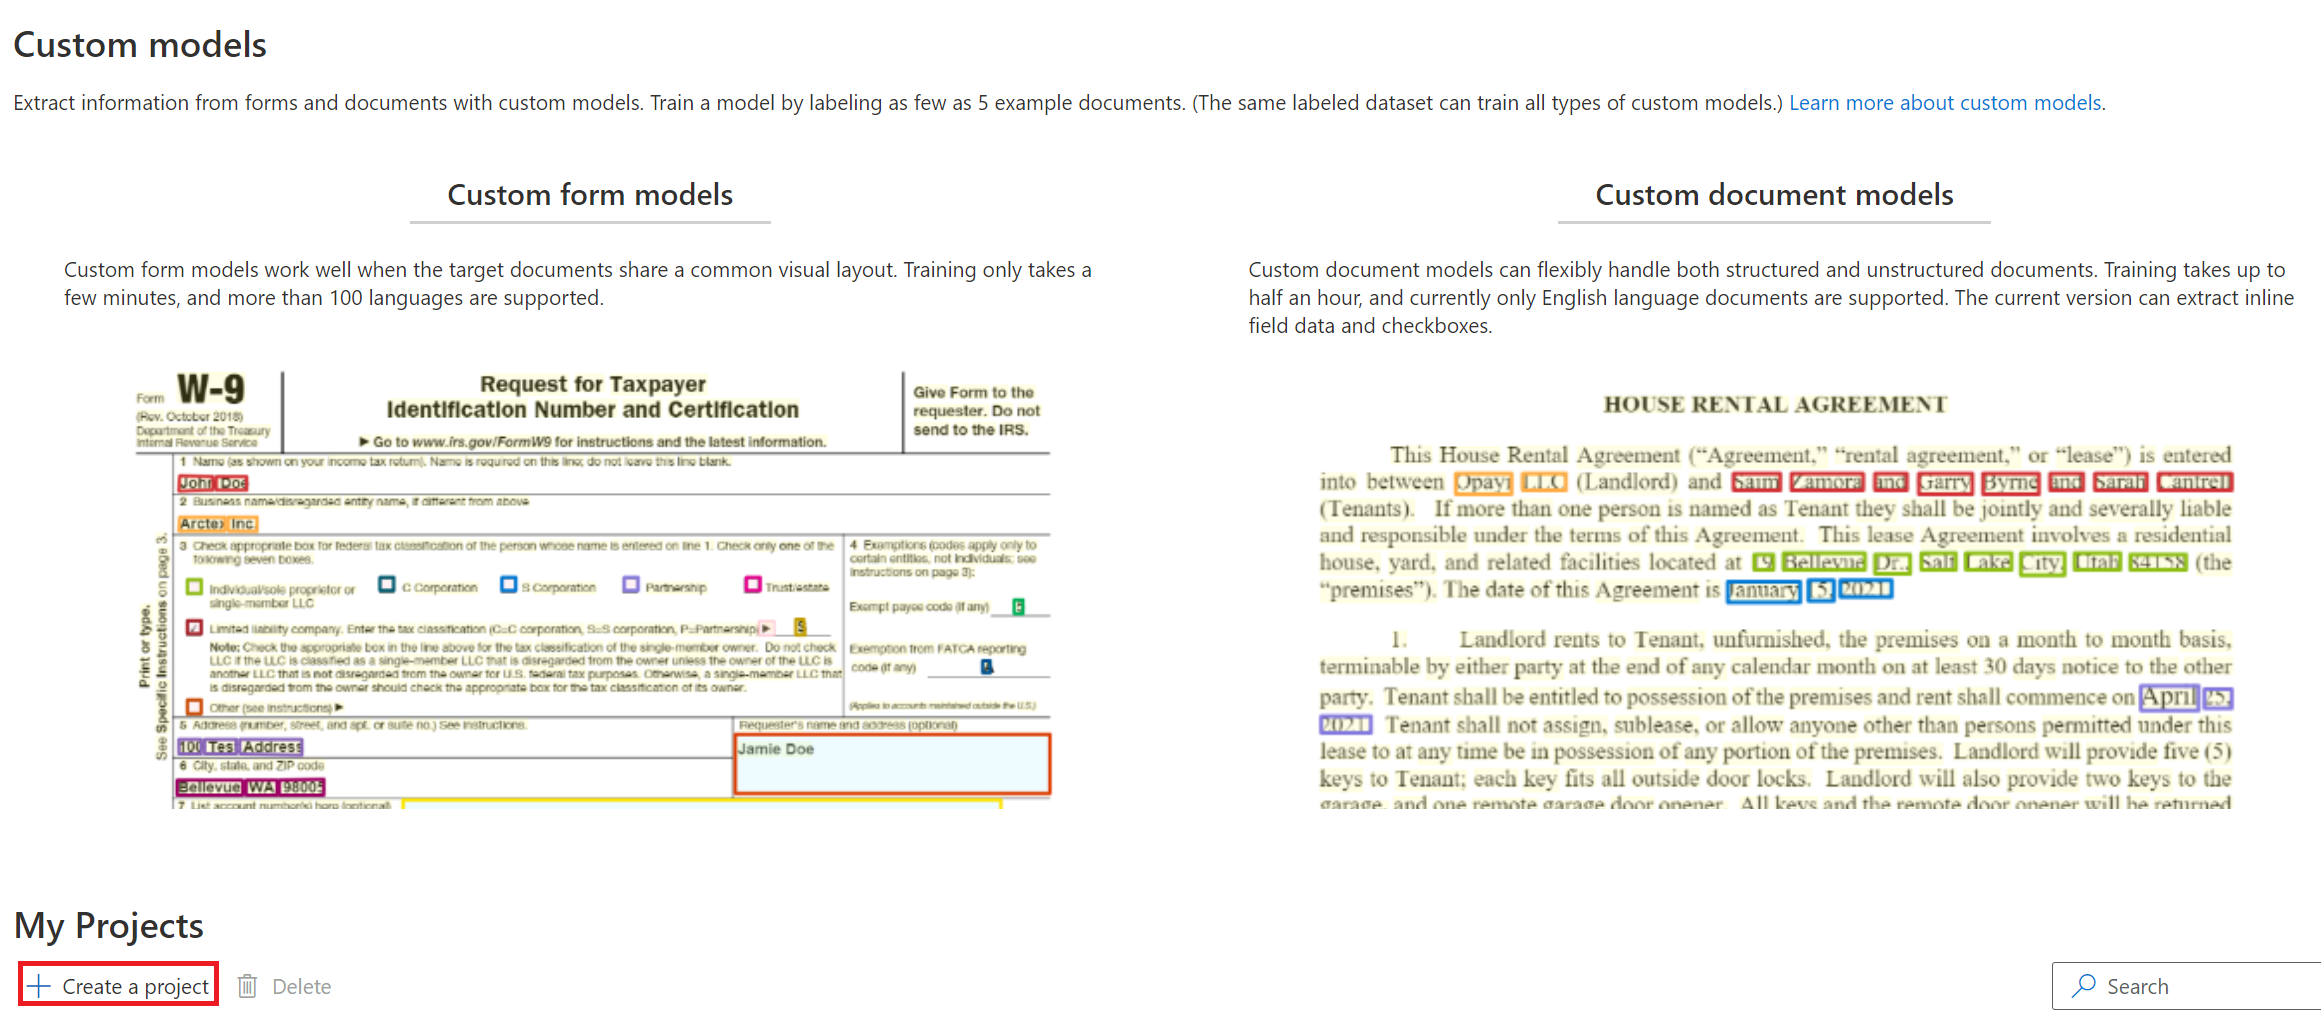 Custom models
Extract information from forms and documents with custom models. Train a model by labeling as few as 5 example documents. (The same labeled dataset can train all types of custom models.) Learn more about custom models.
Custom form models
Custom form models work well when the target documents share a common visual layout. Training only takes a
few minutes, and more than 100 languages are supported.
Form W-9
(Rev. October 2018)
Department of the Treasury
Internal Revenue Service
Request for Taxpayer
Identification Number and Certification
► Go to www.irs.gov/FormW9 for instructions and the latest information.
Give Form to the
requester. Do not
send to the IRS.
Print or type.
See Specific Instructions on page 3.
1 Name (as shown on your income tax return). Name is required on this line; do not leave this line blank.
John Doe
2 Business name/disregarded entity name, if different from above
Arctex Inc.
3 Check appropriate box for federal tax classification of the person whose name is entered on line 1. Check only one of the
following seven boxes.
Individual/sole proprietor or
single-member LLC
C Corporation
S Corporation
Partnership
Trust/estate
Limited liability company. Enter the tax classification (C=C corporation, S=S corporation, P=Partnership) ► S
Note: Check the appropriate box in the line above for the tax classification of the single-member owner. Do not check
LLC if the LLC is classified as a single-member LLC that is disregarded from the owner unless the owner of the LLC is
another LLC that is not disregarded from the owner for U.S. federal tax purposes. Otherwise, a single-member LLC that
is disregarded from the owner should check the appropriate box for the tax classification of its owner.
Other (see instructions) ►
4 Exemptions (codes apply only to
certain entities, not individuals; see
instructions on page 3):
Exempt payee code (if any)
Exemption from FATCA reporting
code (if any)
(Applies to accounts maintained outside the U.S.)
5 Address (number, street, and apt. or suite no.) See instructions.
100 Test Address
6 City, state, and ZIP code
Bellevue WA 98005
Requester's name and address (optional)
Jamie Doe
7 List account number(s) here (optional)
Custom document models
Custom document models can flexibly handle both structured and unstructured documents. Training takes up to
half an hour, and currently only English language documents are supported. The current version can extract inline
field data and checkboxes.
HOUSE RENTAL AGREEMENT
This House Rental Agreement (“Agreement,” “rental agreement,” or “lease”) is entered
into between Opayi LLC (Landlord) and Saim Zamora and Garry Byrne and Sarah Cantrell
(Tenants). If more than one person is named as Tenant they shall be jointly and severally liable
and responsible under the terms of this Agreement. This lease Agreement involves a residential
house, yard, and related facilities located at 19 Bellevue Dr., Salt Lake City, Utah 84158 (the
“premises”). The date of this Agreement is January 5, 2021
1. Landlord rents to Tenant, unfurnished, the premises on a month to month basis,
terminable by either party at the end of any calendar month on at least 30 days notice to the other
party. Tenant shall be entitled to possession of the premises and rent shall commence on April 25,
2021 Tenant shall not assign, sublease, or allow anyone other than persons permitted under this
lease to at any time be in possession of any portion of the premises. Landlord will provide five (5)
keys to Tenant; each key fits all outside door locks. Landlord will also provide two keys to the
garage, and one remote garage door opener. All keys and the remote door opener will be returned
My Projects
Create a project
Delete
Search